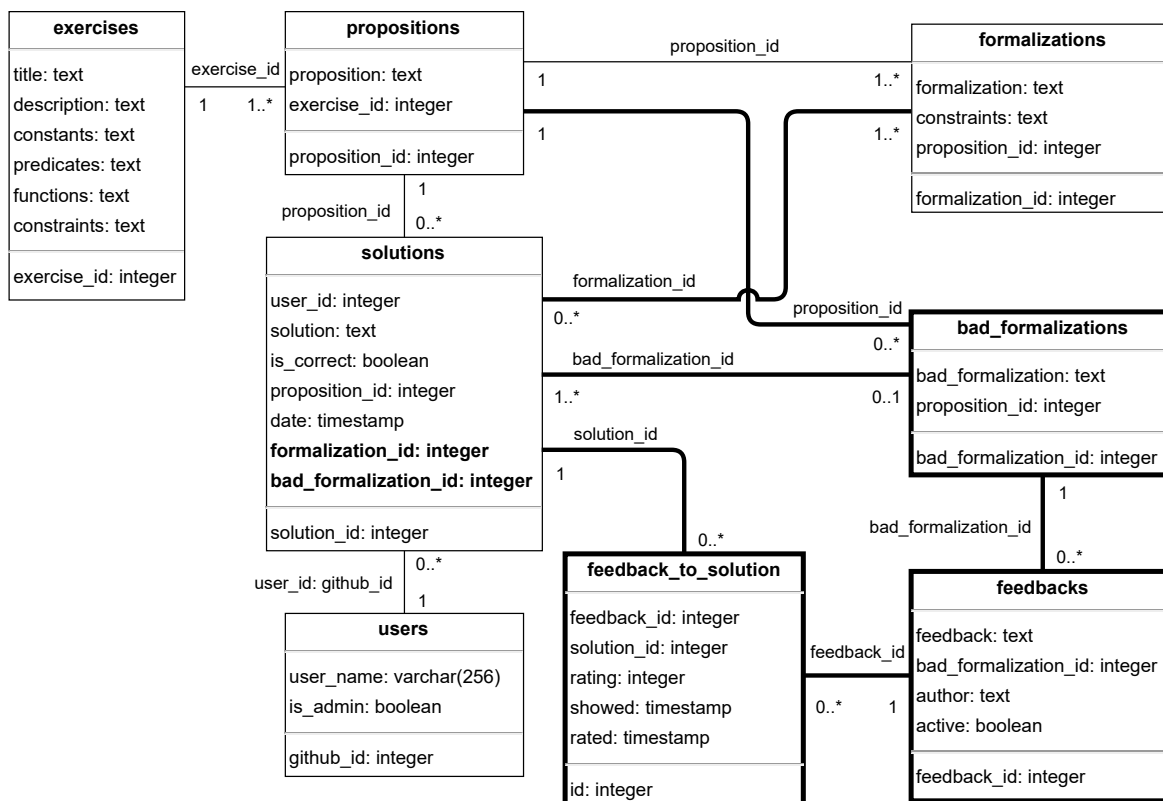 exercises
title: text
description: text
constants: text
predicates: text
functions: text
constraints: text
exercise_id: integer
exercise_id
1
1..*
propositions
proposition: text
exercise_id: integer
proposition_id: integer
proposition_id
1
1..*
1
1..*
formalizations
formalization: text
constraints: text
proposition_id: integer
formalization_id: integer
1
proposition_id
0..*
solutions
user_id: integer
solution: text
is_correct: boolean
proposition_id: integer
date: timestamp
formalization_id: integer
bad_formalization_id: integer
solution_id: integer
formalization_id
0..*
proposition_id
0..*
bad_formalization_id
1..*
0..1
solution_id
1
0..*
bad_formalizations
bad_formalization: text
proposition_id: integer
bad_formalization_id: integer
1
bad_formalization_id
0..*
0..*
user_id: github_id
1
users
user_name: varchar(256)
is_admin: boolean
github_id: integer
feedback_to_solution
feedback_id: integer
solution_id: integer
rating: integer
showed: timestamp
rated: timestamp
id: integer
feedback_id
0..*
1
feedbacks
feedback: text
bad_formalization_id: integer
author: text
active: boolean
feedback_id: integer